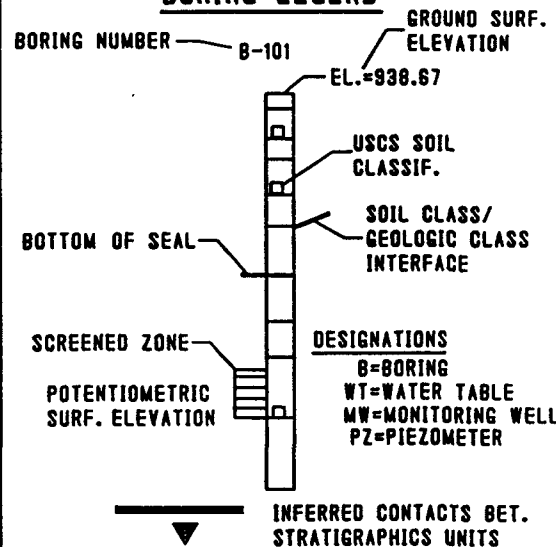 BORING LEGEND
GROUND SURF.
ELEVATION
BORING NUMBER
B-101
EL.=938.67
USCS SOIL
CLASSIF.
SOIL CLASS/
GEOLOGIC CLASS
INTERFACE
BOTTOM OF SEAL
SCREENED ZONE
POTENTIOMETRIC
SURF. ELEVATION
DESIGNATIONS
B=BORING
WT=WATER TABLE
MW=MONITORING WELL
PZ=PIEZOMETER
INFERRED CONTACTS BET.
STRATIGRAPHICS UNITS